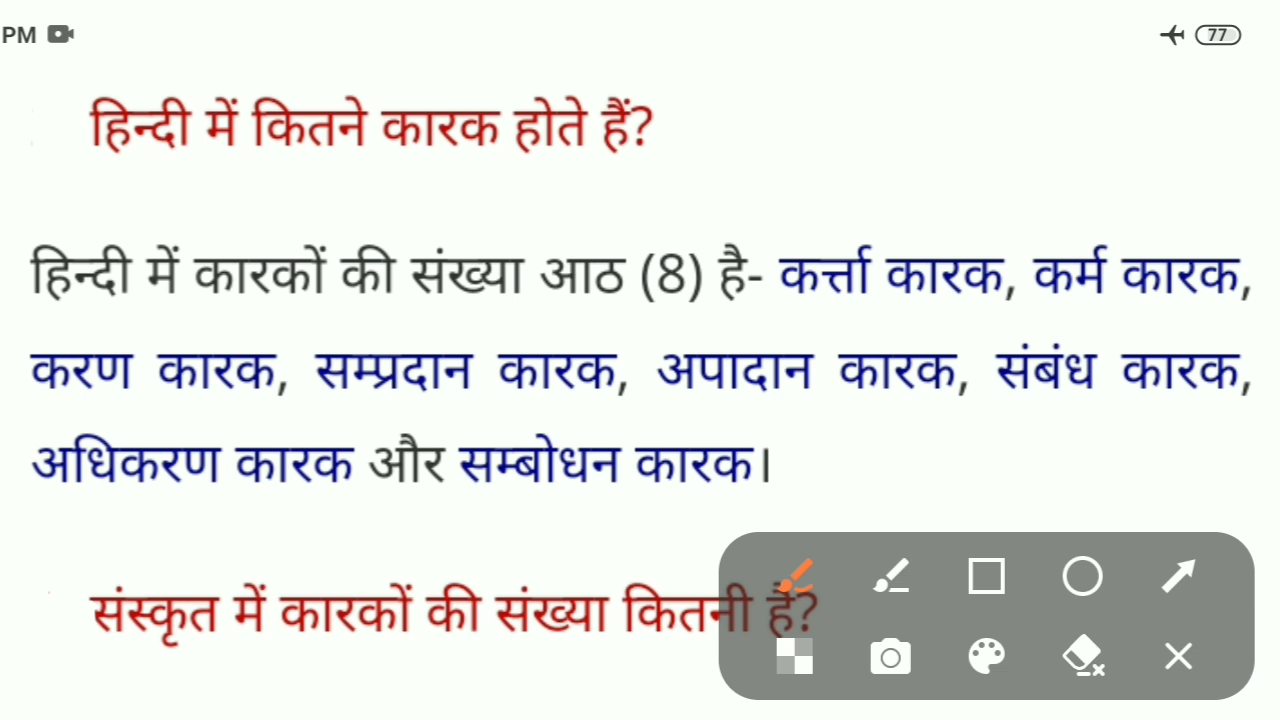 PM
77
हिन्दी में कितने कारक होते हैं?
हिन्दी में कारकों की संख्या आठ (8) है- कर्त्ता कारक, कर्म कारक,
करण कारक, सम्प्रदान कारक, अपादान कारक, संबंध कारक,
अधिकरण कारक और सम्बोधन कारक।
संस्कृत में कारकों की संख्या कितनी है?